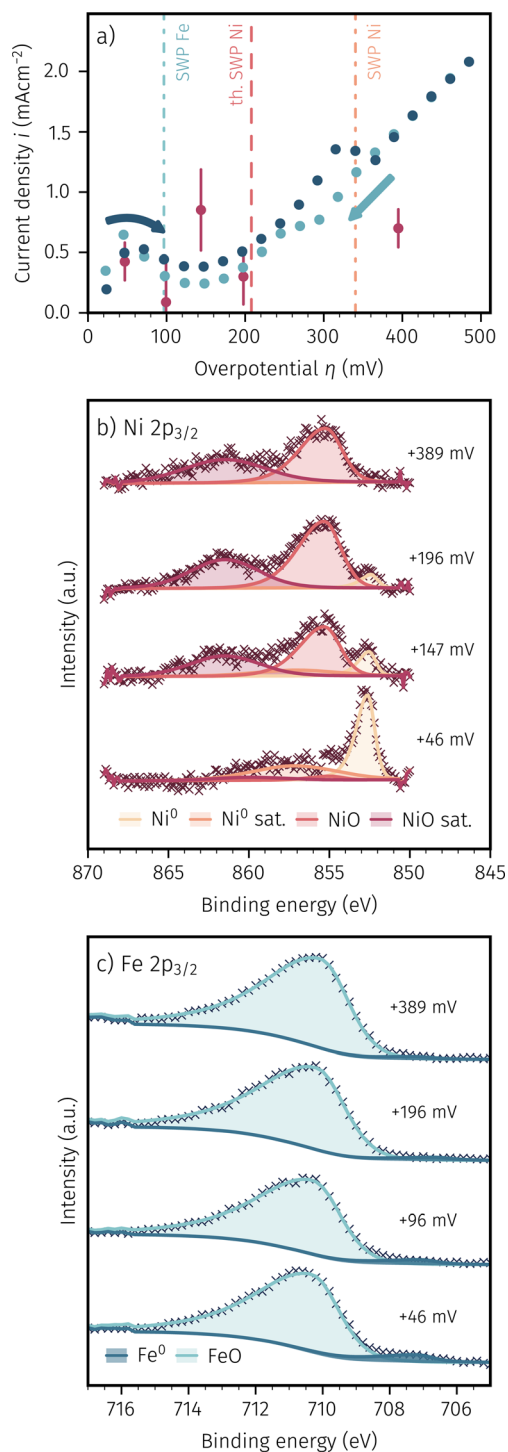 a)
SWP Fe
th. SWP Ni
SWP Ni
Current density i (mAcm⁻²)
2.0
1.5
1.0
0.5
0.0
0 100 200 300 400 500
Overpotential η (mV)
b) Ni 2p₃/₂
+389 mV
+196 mV
+147 mV
+46 mV
Intensity (a.u.)
Ni⁰ Ni⁰ sat. NiO NiO sat.
870 865 860 855 850 845
Binding energy (eV)
c) Fe 2p₃/₂
+389 mV
+196 mV
+96 mV
+46 mV
Intensity (a.u.)
Fe⁰ FeO
716 714 712 710 708 706
Binding energy (eV)